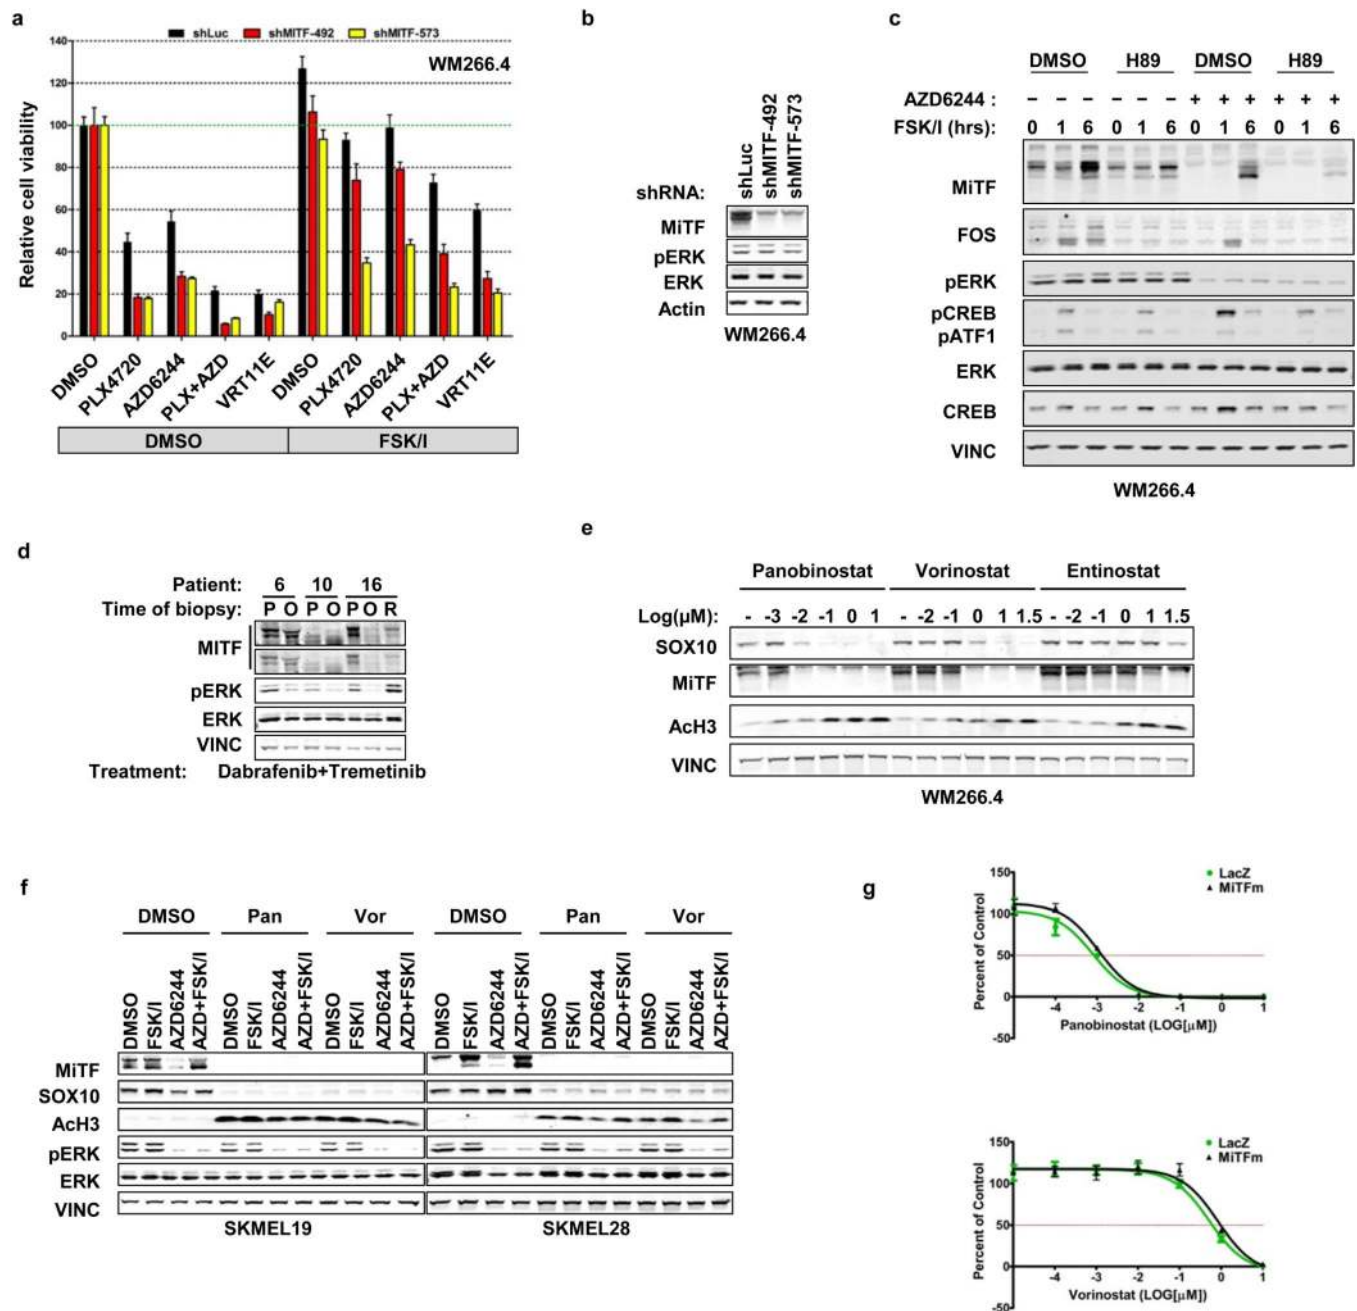 a
shLuc shMITF-492 shMITF-573
WM266.4
Relative cell viability
140
120
100
80
60
40
20
0
DMSO PLX4720 AZD6244 PLX+AZD VRT11E DMSO PLX4720 AZD6244 PLX+AZD VRT11E
DMSO FSK/I
b
shRNA: shLuc shMITF-492 shMITF-573
MiTF
pERK
ERK
Actin
WM266.4
c
DMSO H89 DMSO H89
AZD6244 : - - - - - - + + + + + +
FSK/I (hrs): 0 1 6 0 1 6 0 1 6 0 1 6
MiTF
FOS
pERK
pCREB
pATF1
ERK
CREB
VINC
WM266.4
d
Patient: 6 10 16
Time of biopsy: P O P O P O R
MITF
pERK
ERK
VINC
Treatment: Dabrafenib+Tremetinib
e
Panobinostat Vorinostat Entinostat
Log(μM) - -3 -2 -1 0 1 - -2 -1 0 1 1.5 - -2 -1 0 1 1.5
SOX10
MiTF
AcH3
VINC
WM266.4
f
DMSO Pan Vor DMSO Pan Vor
DMSO FSK/I AZD6244 AZD+FSK/I DMSO FSK/I AZD6244 AZD+FSK/I DMSO FSK/I AZD6244 AZD+FSK/I DMSO FSK/I AZD6244 AZD+FSK/I DMSO FSK/I AZD6244 AZD+FSK/I DMSO FSK/I AZD6244 AZD+FSK/I
MiTF
SOX10
AcH3
pERK
ERK
VINC
SKMEL19 SKMEL28
g
LacZ
MiTFm
Percent of Control
150
100
50
0
-50
-4 -3 -2 -1 0 1
Panobinostat (LOG[μM])
LacZ
MiTFm
Percent of Control
150
100
50
0
-50
-4 -3 -2 -1 0 1
Vorinostat (LOG[μM])